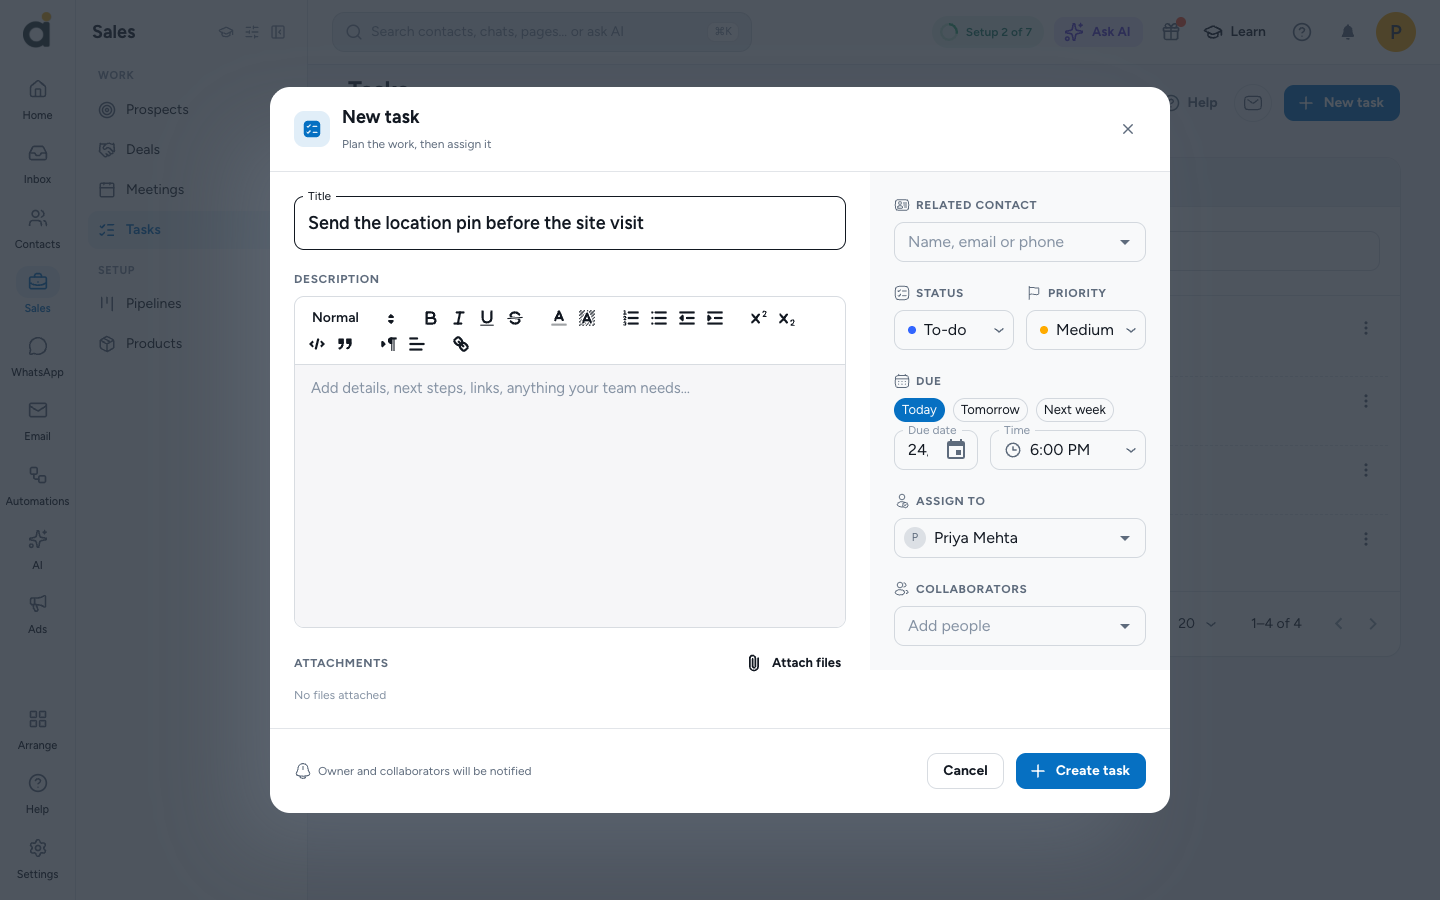 Sales
Search contacts, chats, pages... or ask AI
⌘K
Setup 2 of 7
Ask AI
Learn
P
Home
Inbox
Contacts
Sales
WhatsApp
Email
Automations
AI
Ads
Arrange
Help
Settings
WORK
Prospects
Deals
Meetings
Tasks
SETUP
Pipelines
Products
Tasks
Help
New task
20
1–4 of 4
New task
Plan the work, then assign it
Title
Send the location pin before the site visit
DESCRIPTION
Normal
Add details, next steps, links, anything your team needs...
ATTACHMENTS
Attach files
No files attached
RELATED CONTACT
Name, email or phone
STATUS
PRIORITY
To-do
Medium
DUE
Today
Tomorrow
Next week
Due date
Time
24,
6:00 PM
ASSIGN TO
P
Priya Mehta
COLLABORATORS
Add people
Owner and collaborators will be notified
Cancel
Create task